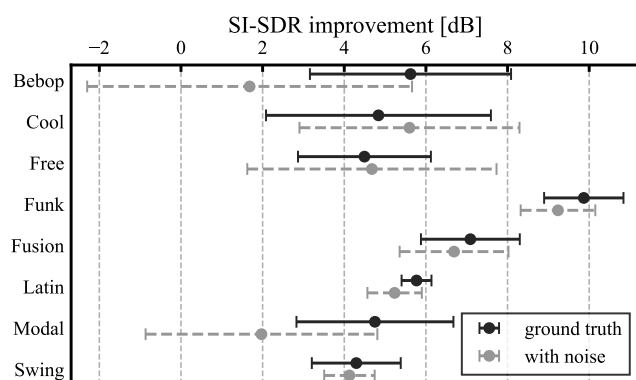 SI-SDR improvement [dB]
−2 0 2 4 6 8 10
Bebop
Cool
Free
Funk
Fusion
Latin
Modal
Swing
ground truth
with noise